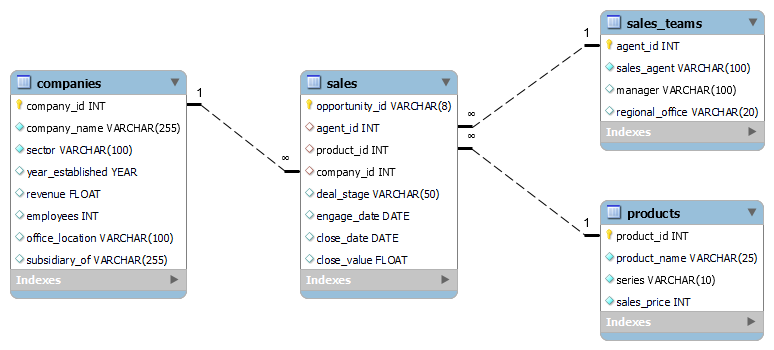 companies
company_id INT
company_name VARCHAR(255)
sector VARCHAR(100)
year_established YEAR
revenue FLOAT
employees INT
office_location VARCHAR(100)
subsidiary_of VARCHAR(255)
Indexes
1
∞
sales
opportunity_id VARCHAR(8)
agent_id INT
product_id INT
company_id INT
deal_stage VARCHAR(50)
engage_date DATE
close_date DATE
close_value FLOAT
Indexes
∞
1
∞
1
sales_teams
agent_id INT
sales_agent VARCHAR(100)
manager VARCHAR(100)
regional_office VARCHAR(20)
Indexes
products
product_id INT
product_name VARCHAR(25)
series VARCHAR(10)
sales_price INT
Indexes